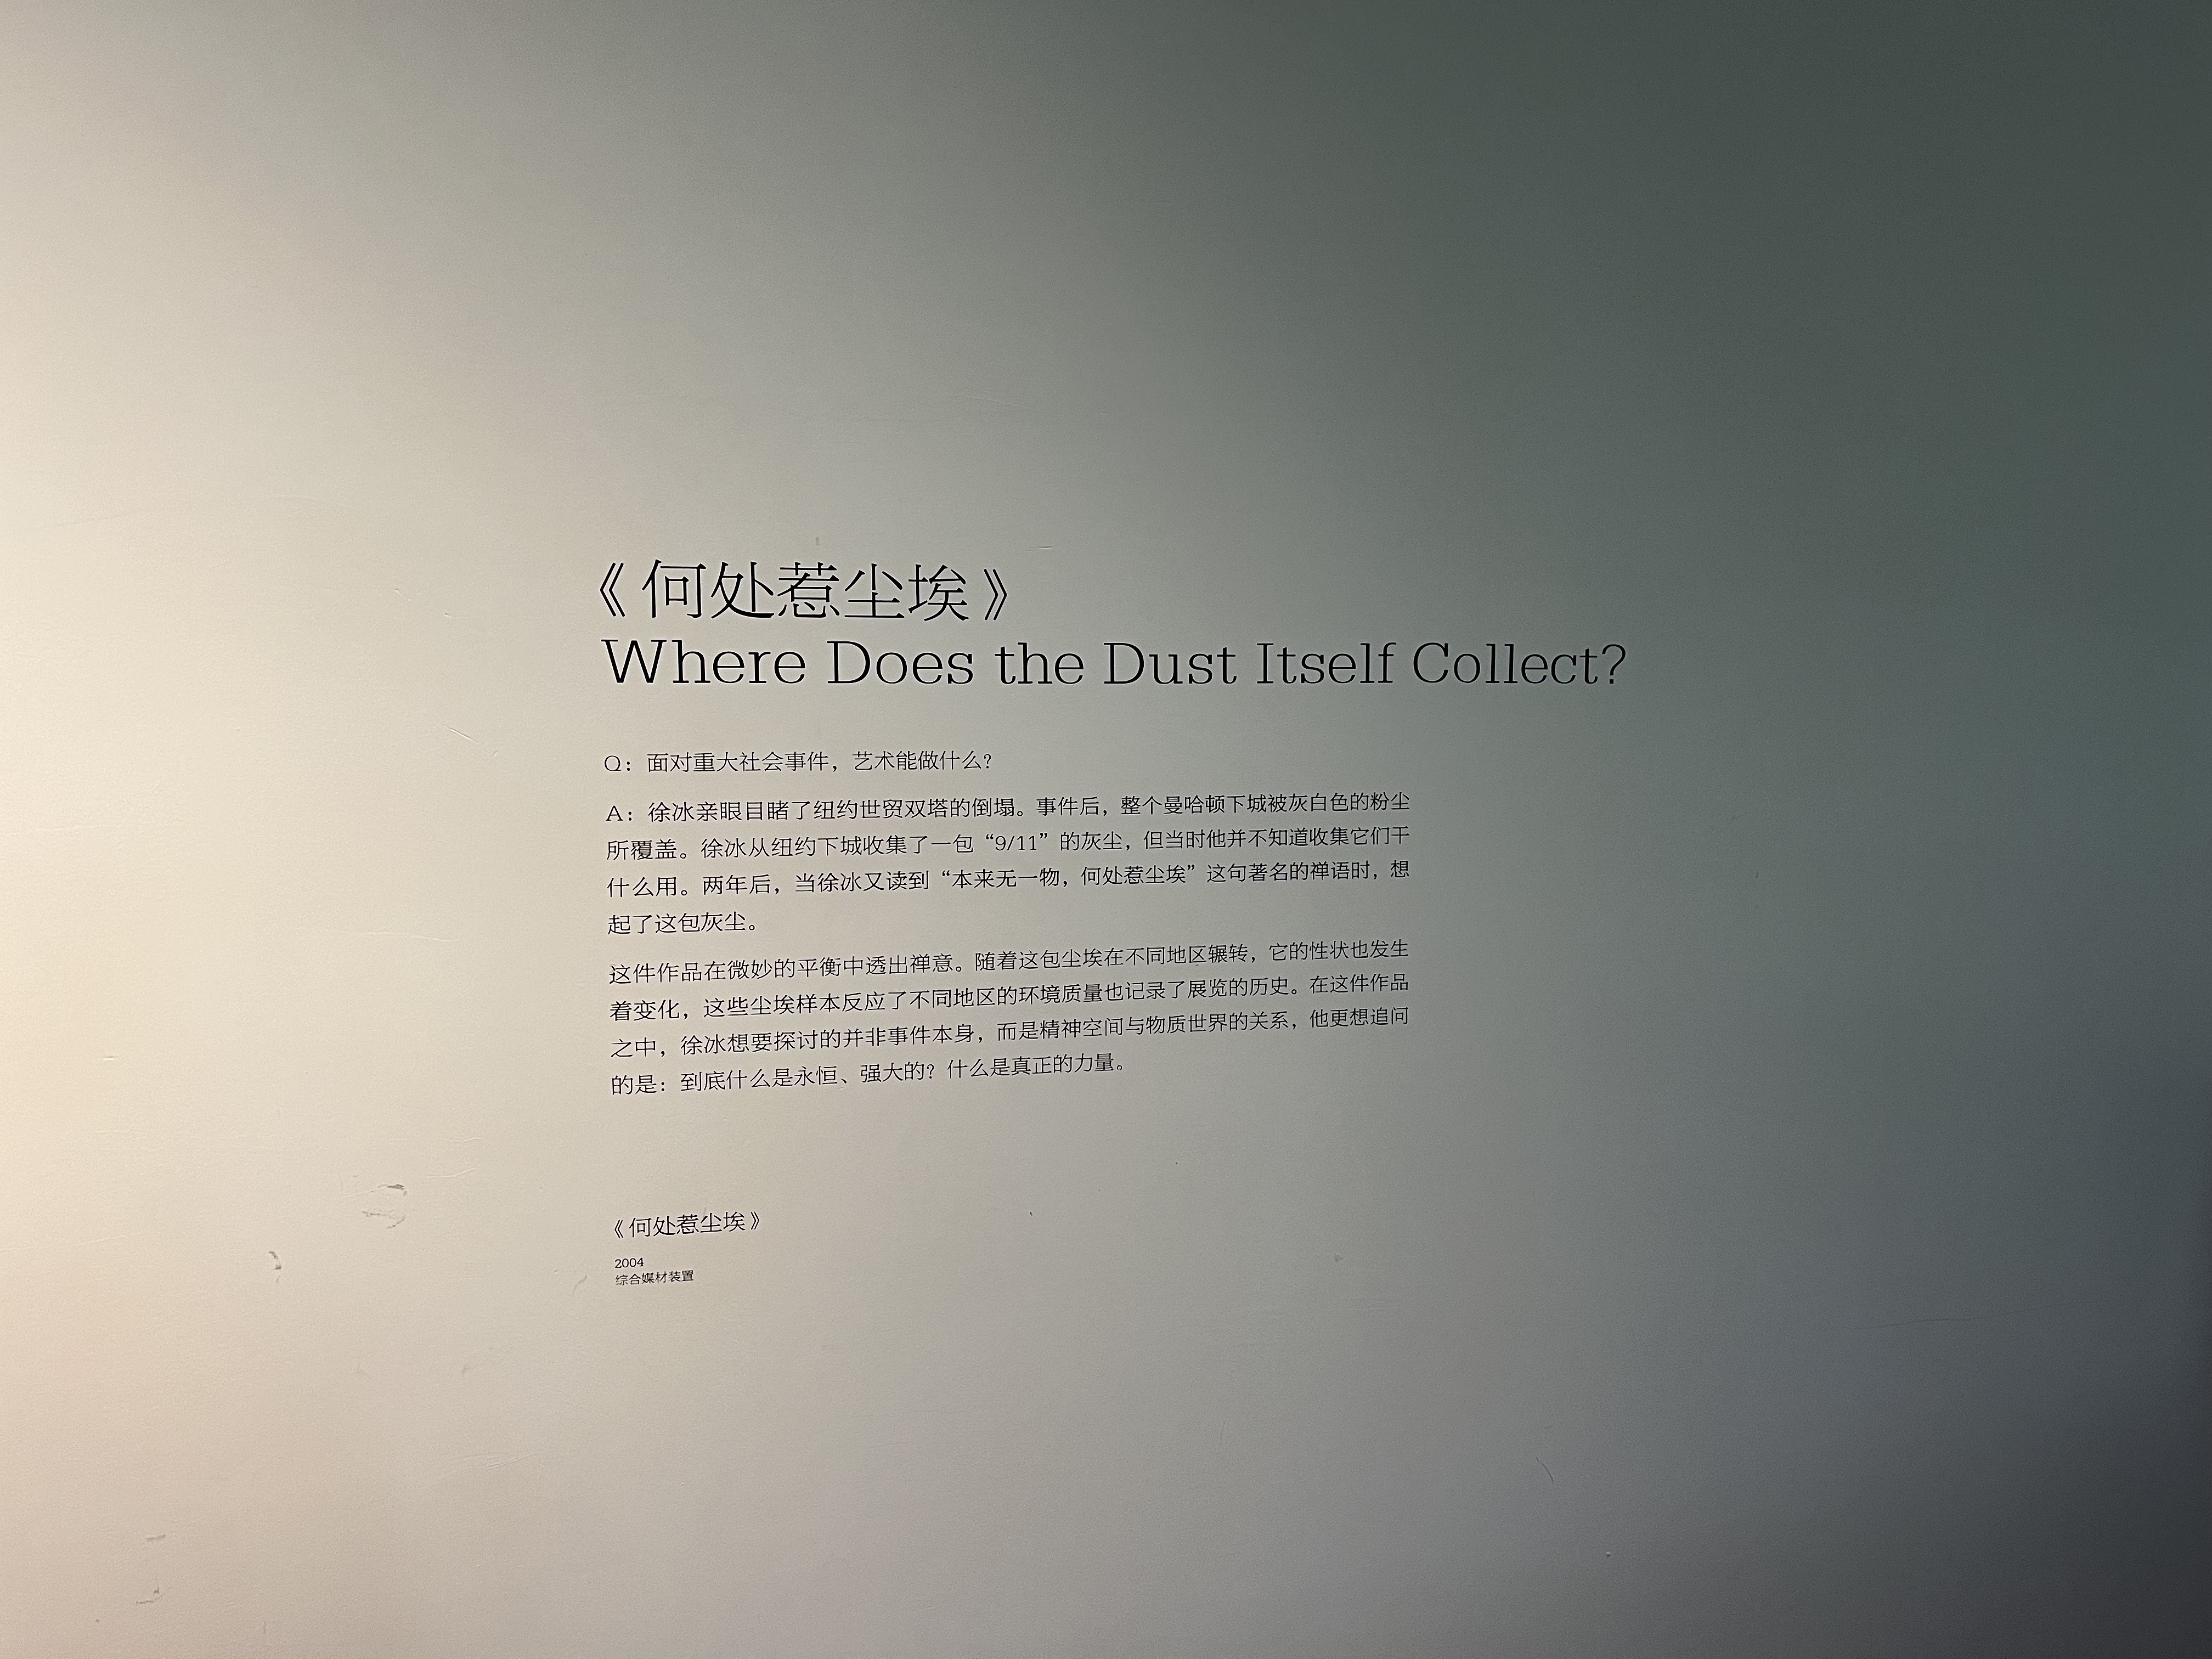 《何处惹尘埃》
Where Does the Dust Itself Collect?
Q：面对重大社会事件，艺术能做什么？
A：徐冰亲眼目睹了纽约世贸双塔的倒塌。事件后，整个曼哈顿下城被灰白色的粉尘
所覆盖。徐冰从纽约下城收集了一包“9/11”的灰尘，但当时他并不知道收集它们干
什么用。两年后，当徐冰又读到“本来无一物，何处惹尘埃”这句著名的禅语时，想
起了这包灰尘。
这件作品在微妙的平衡中透出禅意。随着这包尘埃在不同地区辗转，它的性状也发生
着变化，这些尘埃样本反应了不同地区的环境质量也记录了展览的历史。在这件作品
之中，徐冰想要探讨的并非事件本身，而是精神空间与物质世界的关系，他更想追问
的是：到底什么是永恒、强大的？什么是真正的力量。
《何处惹尘埃》
2004
综合媒材装置